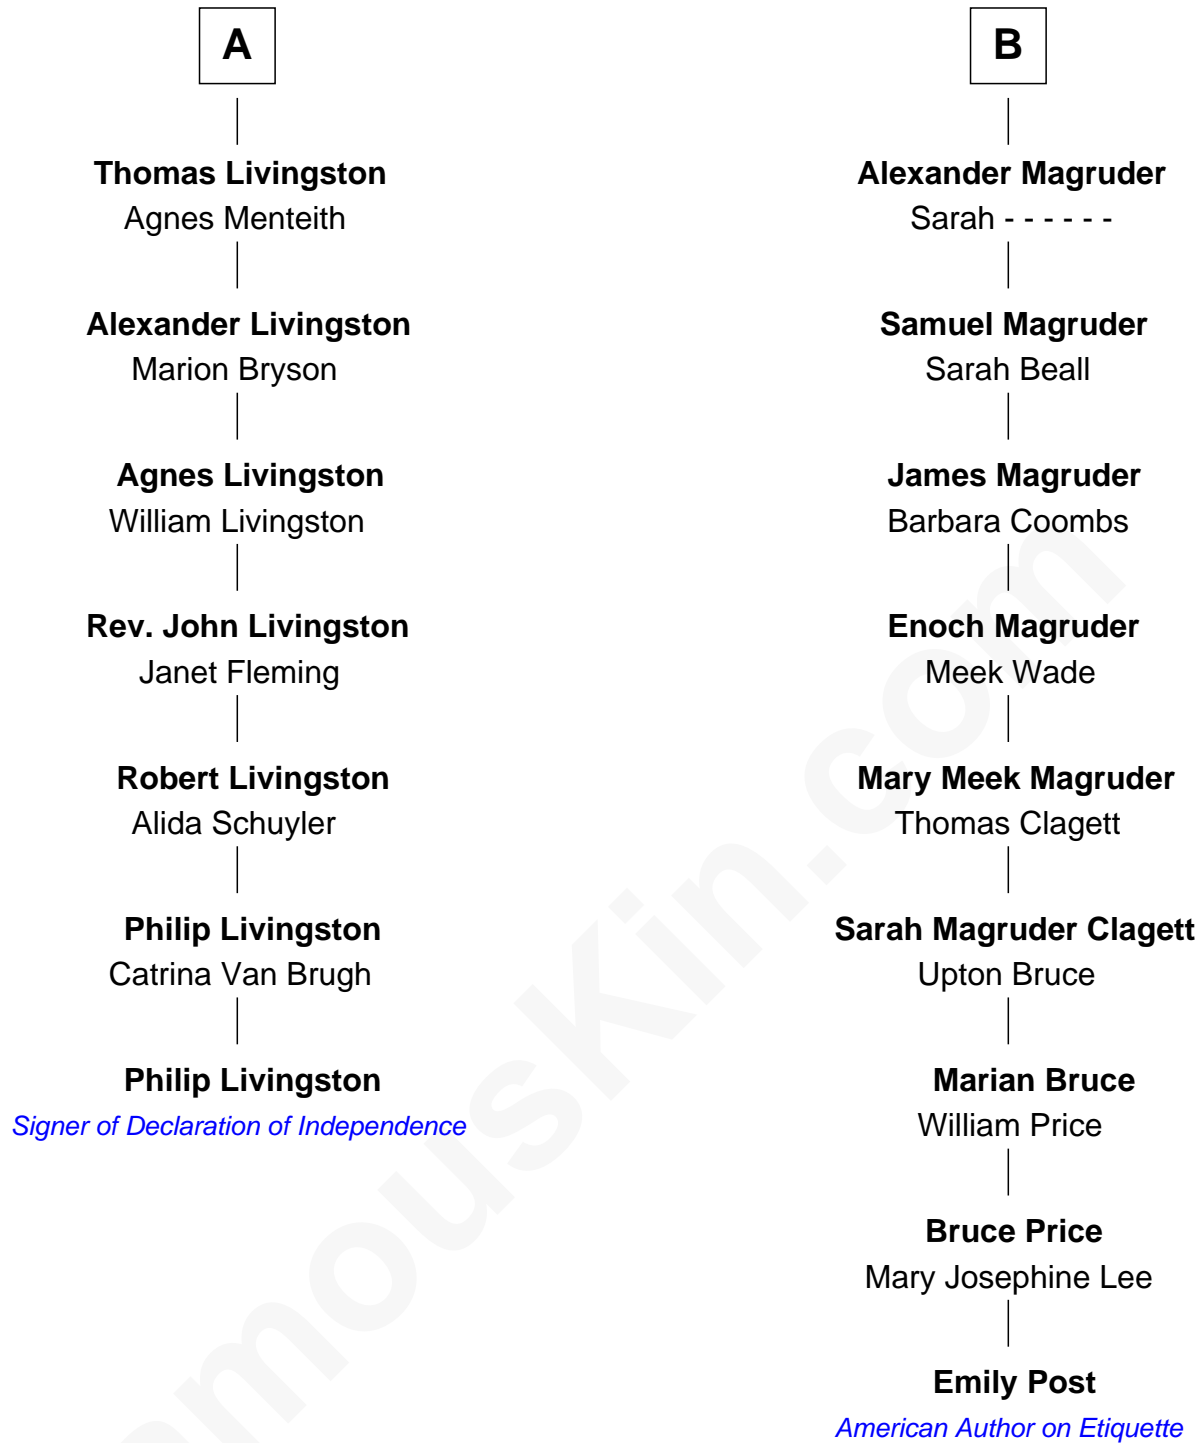 A
Thomas Livingston
Agnes Menteith
Alexander Livingston
Marion Bryson
Agnes Livingston
William Livingston
Rev. John Livingston
Janet Fleming
Robert Livingston
Alida Schuyler
Philip Livingston
Catrina Van Brugh
Philip Livingston
Signer of Declaration of Independence
B
Alexander Magruder
Sarah - - - - - -
Samuel Magruder
Sarah Beall
James Magruder
Barbara Coombs
Enoch Magruder
Meek Wade
Mary Meek Magruder
Thomas Clagett
Sarah Magruder Clagett
Upton Bruce
Marian Bruce
William Price
Bruce Price
Mary Josephine Lee
Emily Post
American Author on Etiquette
amousKin.com